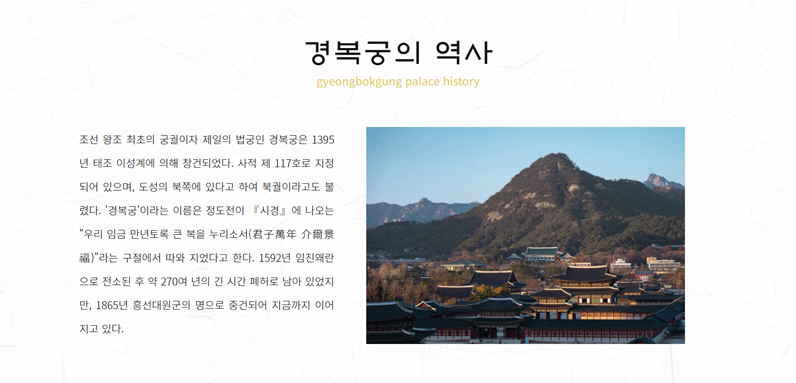 경복궁의 역사
gyeongbokgung palace history
조선 왕조 최초의 궁궐이자 제일의 법궁인 경복궁은 1395
년 태조 이성계에 의해 창건되었다. 사적 제 117호로 지정
되어 있으며, 도성의 북쪽에 있다고 하여 북궐이라고도 불
렸다. '경복궁'이라는 이름은 정도전이 『시경』에 나오는
"우리 임금 만년토록 큰 복을 누리소서(君子萬年 介爾景
福)"라는 구절에서 따와 지었다고 한다. 1592년 임진왜란
으로 전소된 후 약 270여 년의 긴 시간 폐허로 남아 있었지
만, 1865년 흥선대원군의 명으로 중건되어 지금까지 이어
지고 있다.